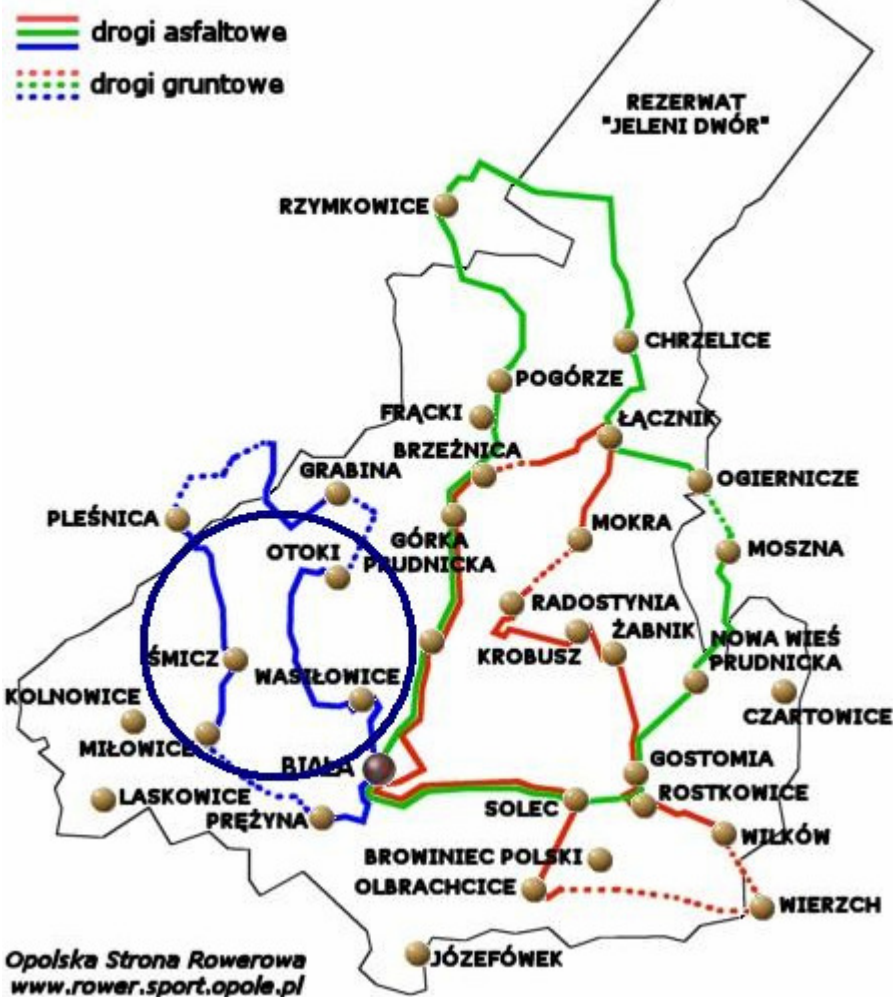 drogi asfaltowe
drogi gruntowe
REZERWAT
"JELENI DWÓR"
RZYMKOWICE
CHRZELICE
POGÓRZE
FRĄCKI
ŁĄCZNIK
BRZEŹNICA
GRABINA
OGIERNICZE
PLEŚNICA
MOKRA
GÓRKA
PRUDNICKA
OTOKI
MOSZNA
RADOSTYNIA
ŻABNIK
KROBUSZ
NOWA WIEŚ
PRUDNICKA
ŚMICZ
WASIŁOWICE
KOLNOWICE
CZARTOWICE
MIŁOWICE
BIAŁA
GOSTOMIA
LASKOWICE
ROSTKOWICE
PRĘŻYNA
SOLEC
WILKÓW
BROWINIEC POLSKI
OLBRACHCICE
WIERZCH
JÓZEFÓWEK
Opolska Strona Rowerowa
www.rower.sport.opole.pl